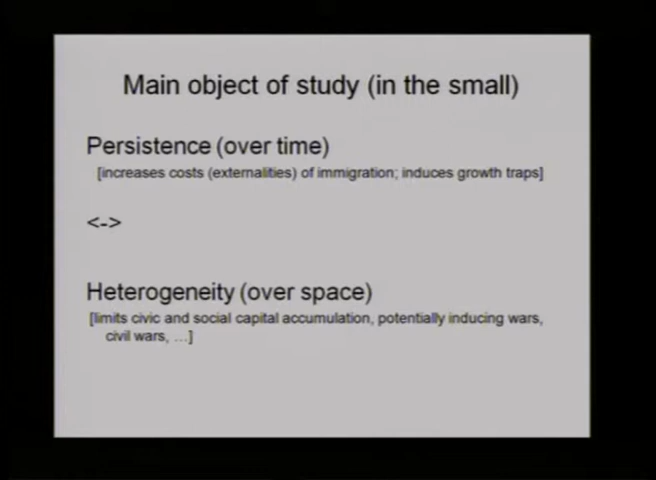 Main object of study (in the small)
Persistence (over time)
[increases costs (externalities) of immigration; induces growth traps]
<->
Heterogeneity (over space)
[limits civic and social capital accumulation, potentially inducing wars,
civil wars, ...]